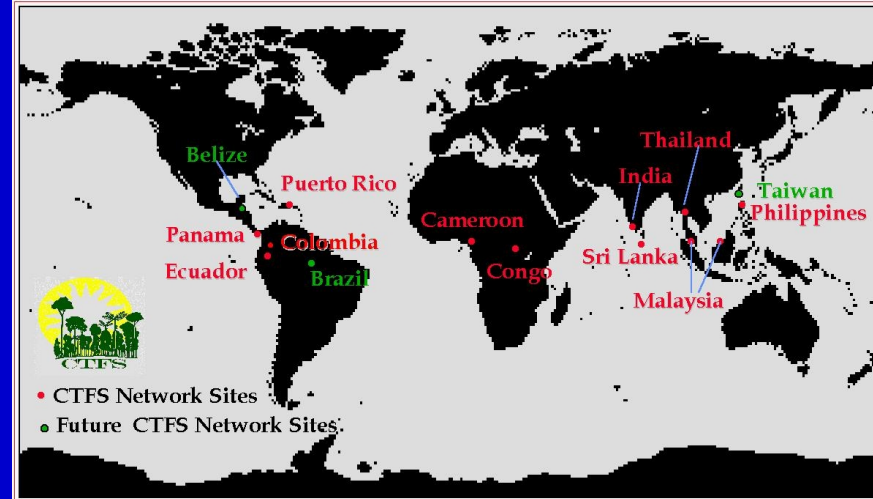 Thailand
Belize
India
Puerto Rico
Taiwan
Philippines
Cameroon
Panama
Colombia
Sri Lanka
Ecuador
Congo
Brazil
Malaysia
CTFS
CTFS Network Sites
Future CTFS Network Sites